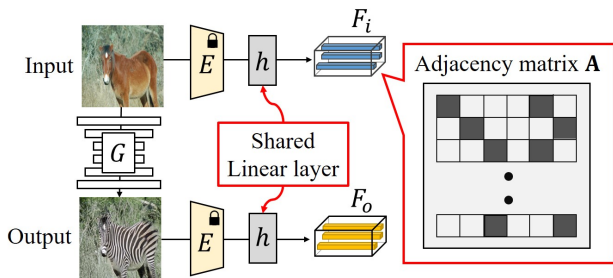 Input
E
h
F_i
Adjacency matrix A
G
Shared
Linear layer
Output
E
h
F_o